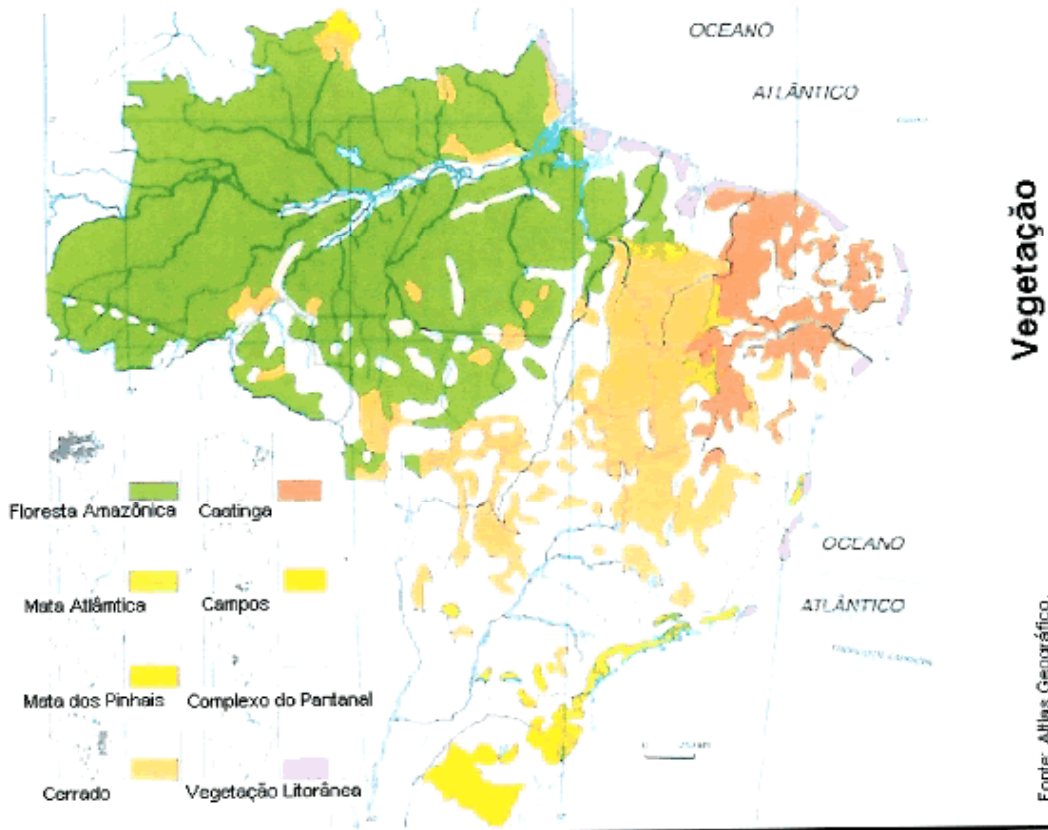 OCEANO
ATLÂNTICO
Vegetação
Floresta Amazônica
Caatinga
Mata Atlâmtica
Campos
Mata dos Pinhais
Complexo do Pantanal
Cerrado
Vegetação Litorânea
OCEANO
ATLÂNTICO
Fonte: Atlas Geográfico.